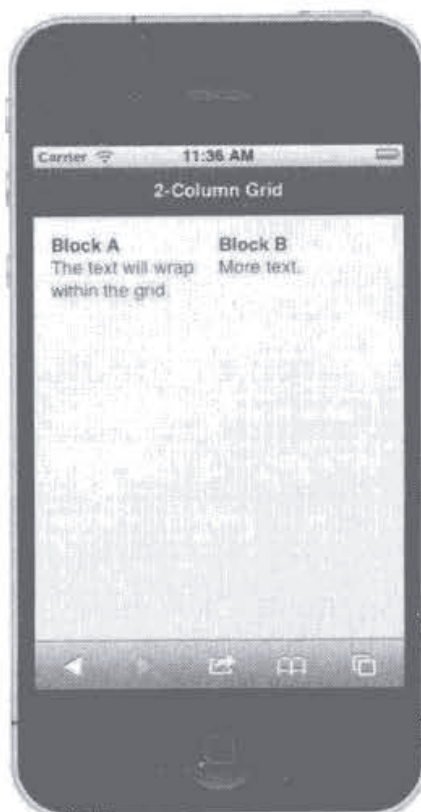 Carrier 11:36 AM
2-Column Grid
Block A
The text will wrap
within the grid.
Block B
More text.